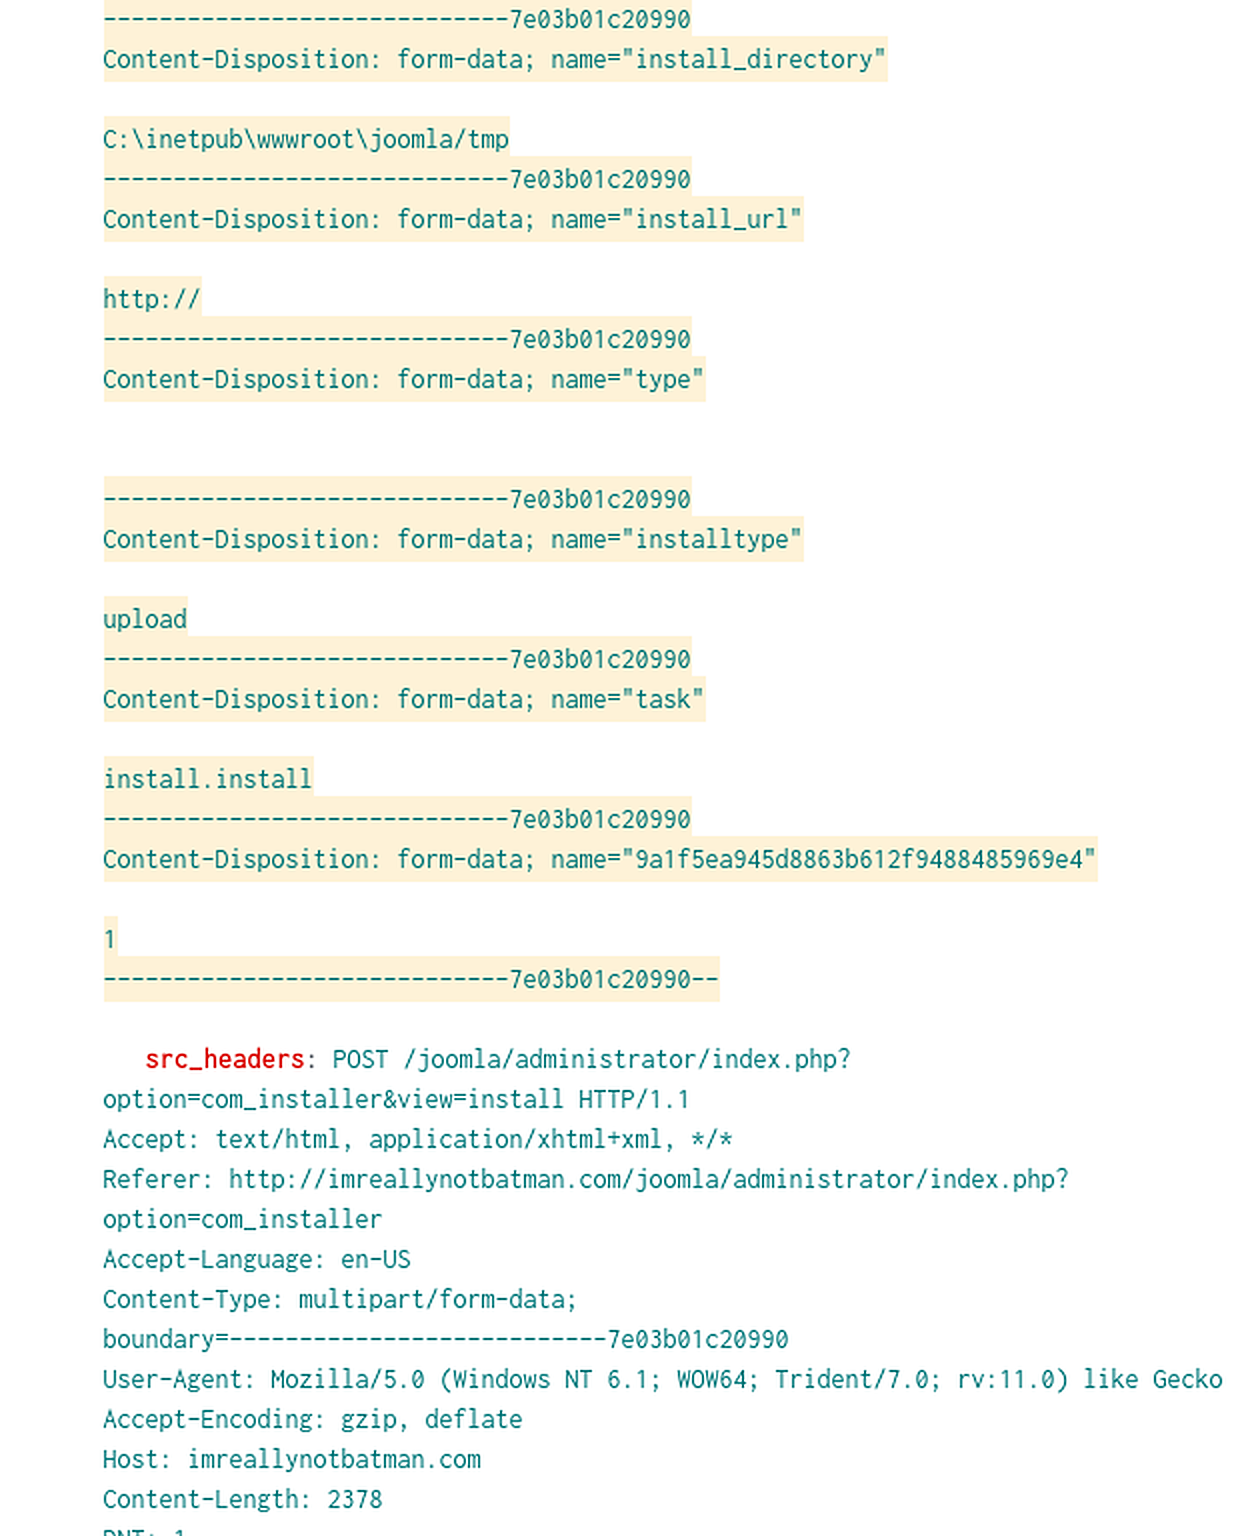 -----------------------------7e03b01c20990
Content-Disposition: form-data; name="install_directory"
C:\inetpub\wwwroot\joomla/tmp
-----------------------------7e03b01c20990
Content-Disposition: form-data; name="install_url"
http://
-----------------------------7e03b01c20990
Content-Disposition: form-data; name="type"
-----------------------------7e03b01c20990
Content-Disposition: form-data; name="installtype"
upload
-----------------------------7e03b01c20990
Content-Disposition: form-data; name="task"
install.install
-----------------------------7e03b01c20990
Content-Disposition: form-data; name="9a1f5ea945d8863b612f9488485969e4"
1
-----------------------------7e03b01c20990--
src_headers: POST /joomla/administrator/index.php?
option=com_installer&view=install HTTP/1.1
Accept: text/html, application/xhtml+xml, */*
Referer: http://imreallynotbatman.com/joomla/administrator/index.php?
option=com_installer
Accept-Language: en-US
Content-Type: multipart/form-data;
boundary=---------------------------7e03b01c20990
User-Agent: Mozilla/5.0 (Windows NT 6.1; WOW64; Trident/7.0; rv:11.0) like Gecko
Accept-Encoding: gzip, deflate
Host: imreallynotbatman.com
Content-Length: 2378
DNT: 1